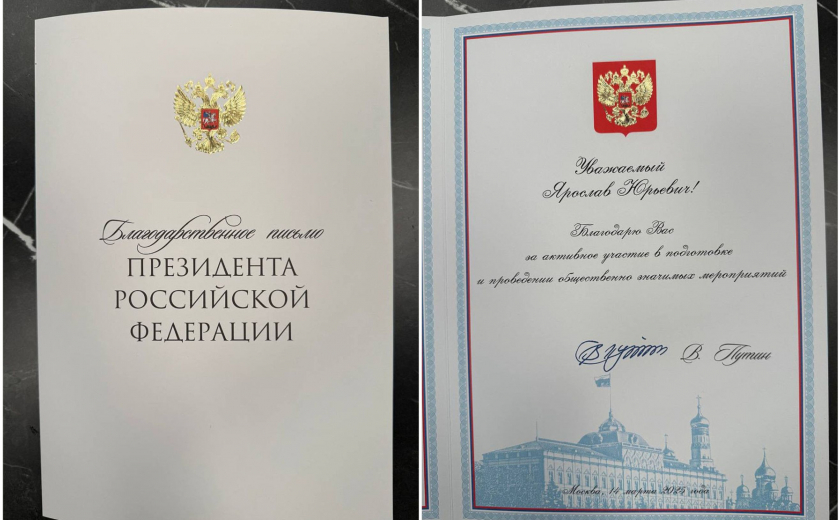 Благодарственное письмо
ПРЕЗИДЕНТА
РОССИЙСКОЙ
ФЕДЕРАЦИИ
Уважаемый
Ярослав Юрьевич!
Благодарю Вас
за активное участие в подготовке
и проведении общественно значимых мероприятий
В. Путин
Москва, 14 марта 2024 года